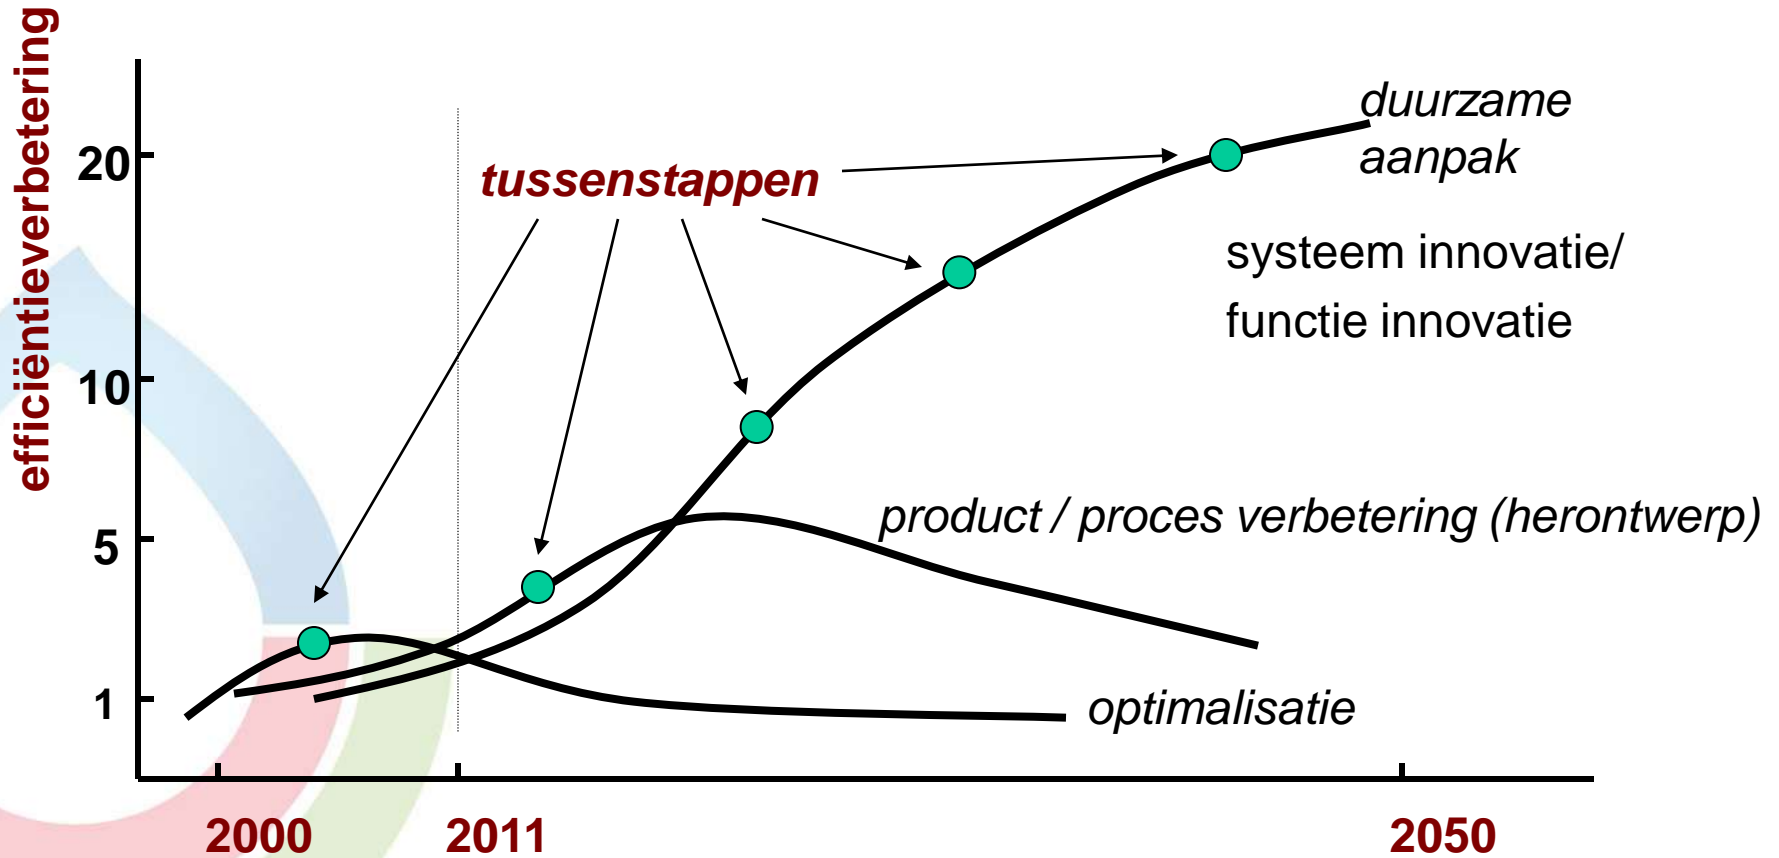 efficiëntieverbetering
20
10
5
1
tussenstappen
duurzame
aanpak
systeem innovatie/
functie innovatie
product / proces verbetering (herontwerp)
optimalisatie
2000
2011
2050